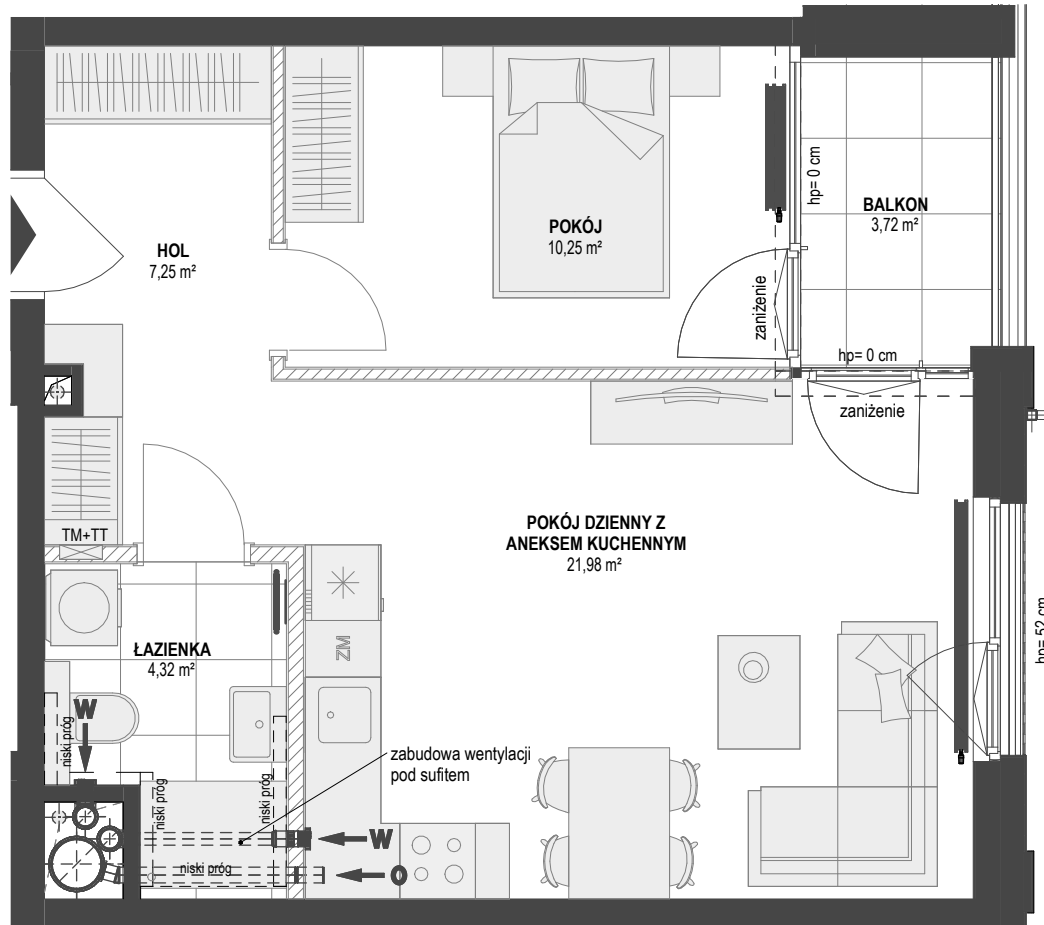 hp= 0 cm
BALKON
3,72 m²
POKÓJ
10,25 m²
HOL
7,25 m²
zaniżenie
hp= 0 cm
zaniżenie
POKÓJ DZIENNY Z
ANEKSEM KUCHENNYM
21,98 m²
TM+TT
hp= 52 cm
ZM
ŁAZIENKA
4,32 m²
W
niski próg
zabudowa wentylacji
pod sufitem
niski próg
niski próg
W
niski próg
O